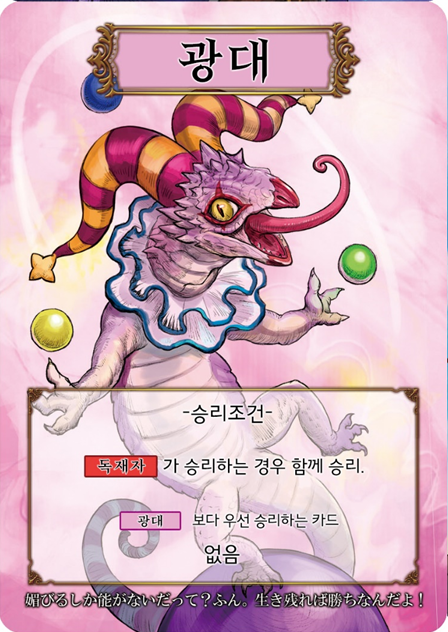 광대
-승리조건-
독재자 가 승리하는 경우 함께 승리.
광대 보다 우선 승리하는 카드
없음
媚びるしか能がないだって？ふん。生き残れば勝ちなんだよ！